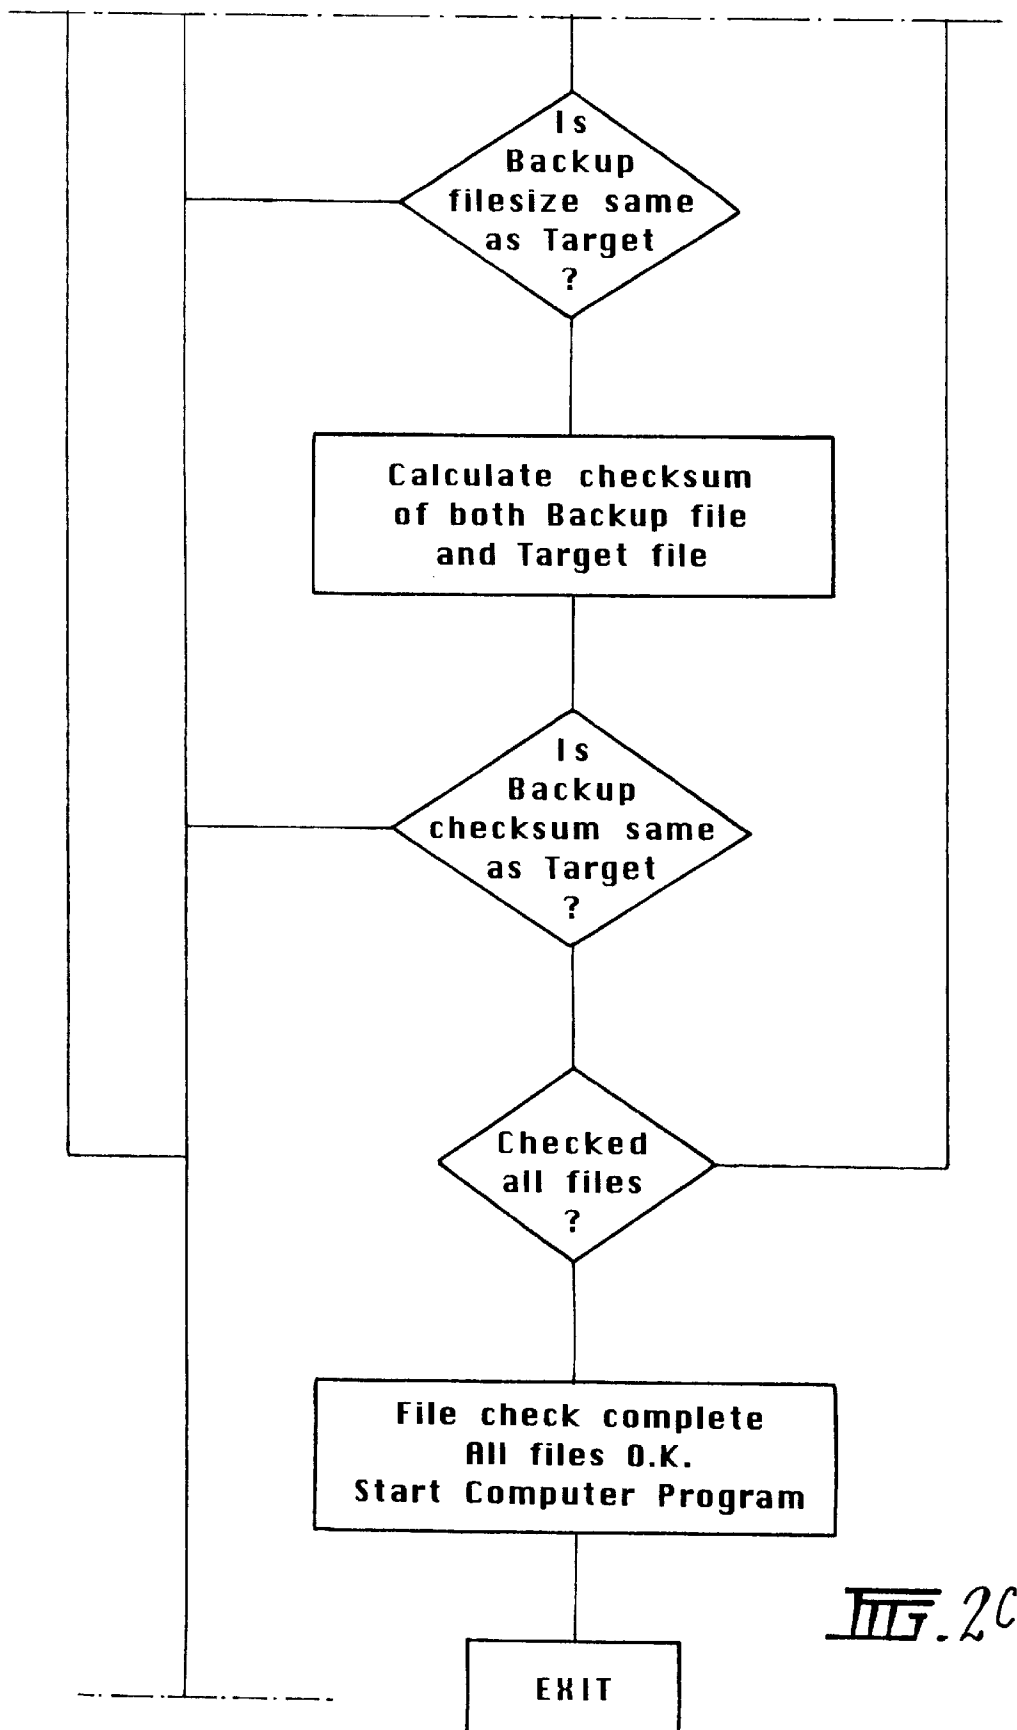 Is
Backup
filesize same
as Target
?
Calculate checksum
of both Backup file
and Target file
Is
Backup
checksum same
as Target
?
Checked
all files
?
File check complete
All files O.K.
Start Computer Program
EXIT
FIG. 2C